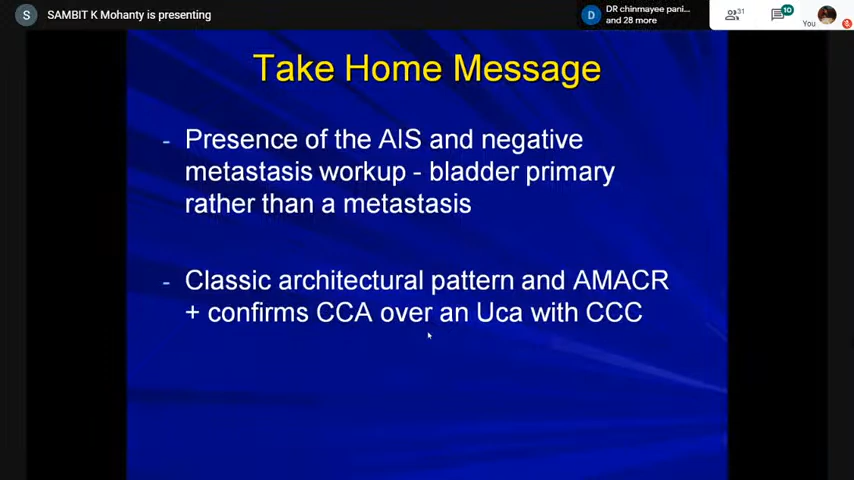 S SAMBIT K Mohanty is presenting
D DR chinmayee pani...
and 28 more
31
10
You
Take Home Message
- Presence of the AIS and negative
metastasis workup - bladder primary
rather than a metastasis
- Classic architectural pattern and AMACR
+ confirms CCA over an Uca with CCC